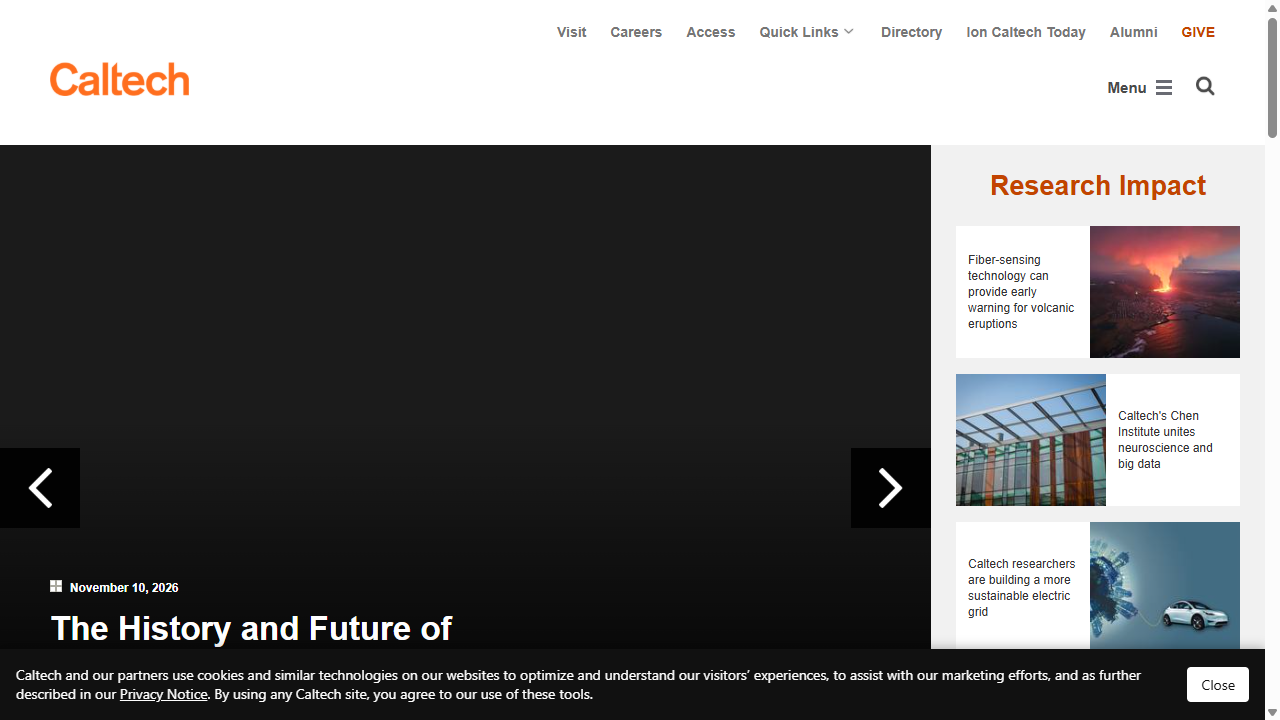 Visit Careers Access Quick Links Directory Ion Caltech Today Alumni GIVE
Caltech
Menu
Research Impact
Fiber-sensing
technology can
provide early
warning for volcanic
eruptions
Caltech's Chen
Institute unites
neuroscience and
big data
Caltech researchers
are building a more
sustainable electric
grid
November 10, 2026
The History and Future of
Caltech and our partners use cookies and similar technologies on our websites to optimize and understand our visitors’ experiences, to assist with our marketing efforts, and as further
described in our Privacy Notice. By using any Caltech site, you agree to our use of these tools.
Close